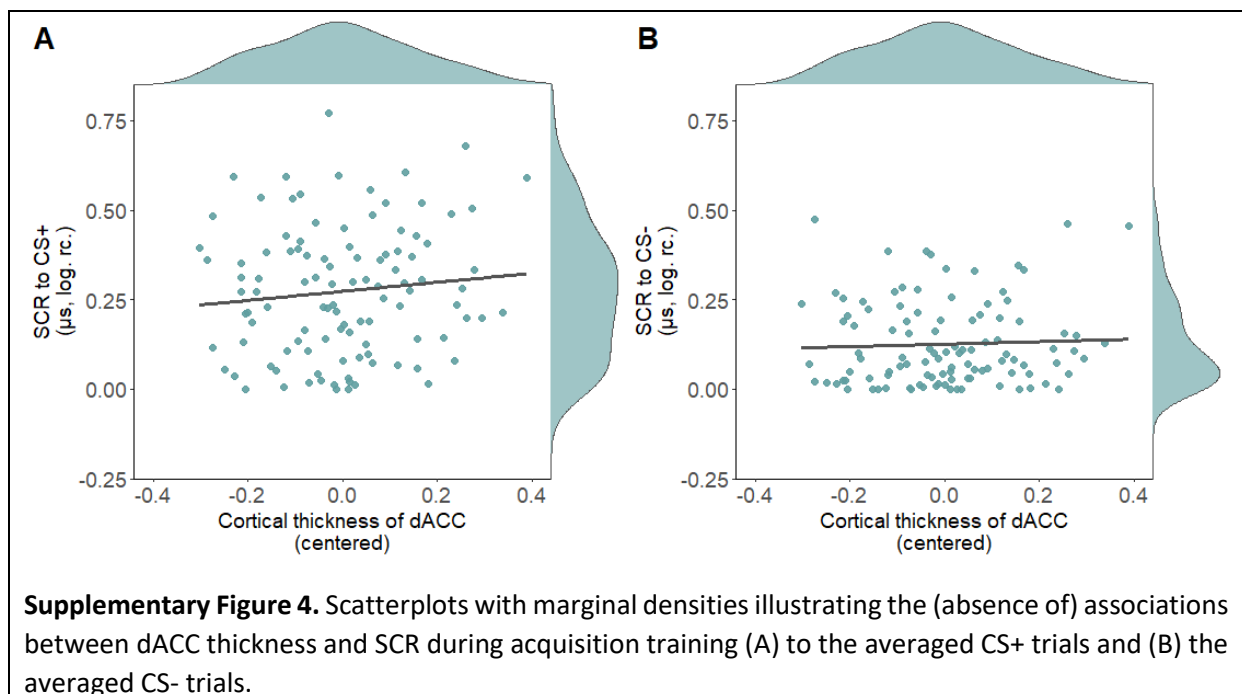 A
B
0.75
0.50
0.25
0.00
-0.25
SCR to CS+
(µs, log. rc.)
-0.4
-0.2
0.0
0.2
0.4
Cortical thickness of dACC
(centered)
0.75
0.50
0.25
0.00
-0.25
SCR to CS-
(µs, log. rc.)
-0.4
-0.2
0.0
0.2
0.4
Cortical thickness of dACC
(centered)
Supplementary Figure 4. Scatterplots with marginal densities illustrating the (absence of) associations
between dACC thickness and SCR during acquisition training (A) to the averaged CS+ trials and (B) the
averaged CS- trials.